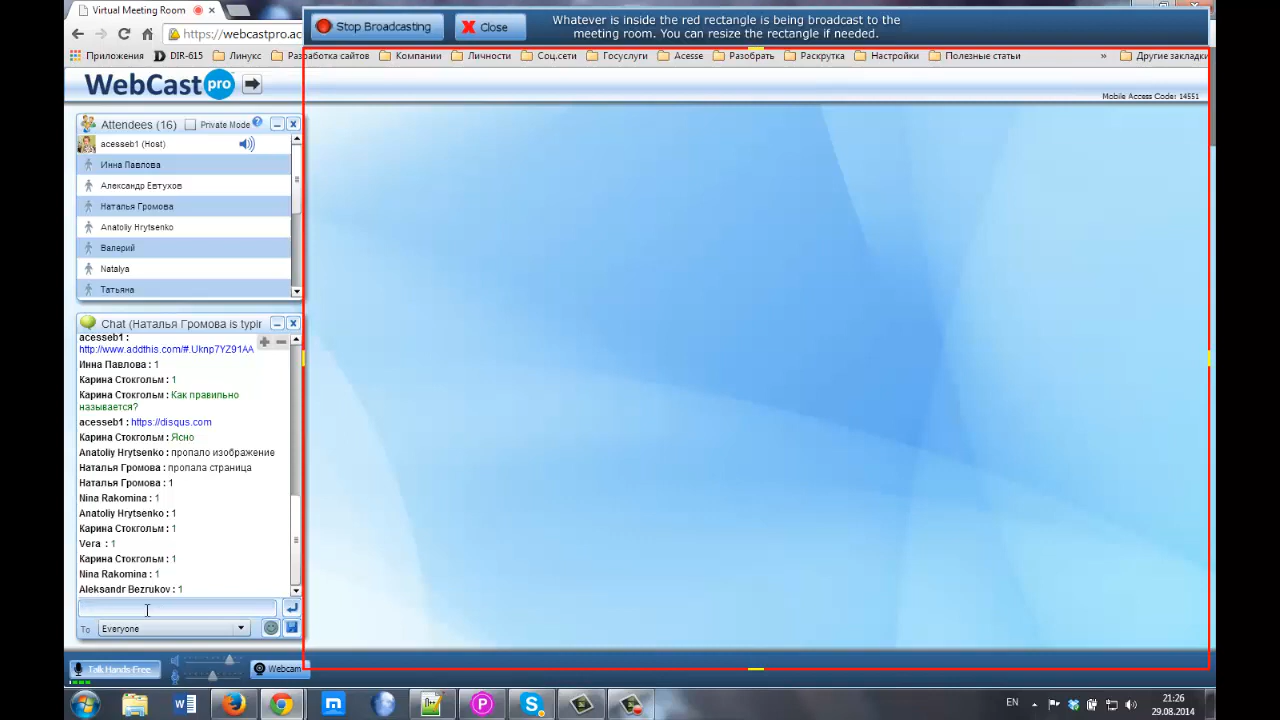 Virtual Meeting Room
Stop Broadcasting
Close
Whatever is inside the red rectangle is being broadcast to the
meeting room. You can resize the rectangle if needed.
https://webcastpro.ac
Приложения
DIR-615
Линукс
Разработка сайтов
Компании
Личности
Соц.сети
Госуслуги
Acesse
Разобрать
Раскрутка
Настройки
Полезные статьи
»
Другие закладки
WebCast pro
Mobile Access Code: 14551
Attendees (16)
Private Mode
acesseb1 (Host)
Инна Павлова
Александр Евтухов
Наталья Громова
Anatoliy Hrytsenko
Валерий
Natalya
Татьяна
Chat (Наталья Громова is typir
acesseb1 :
http://www.addthis.com/#.Uknp7YZ91AA
Инна Павлова : 1
Карина Стокгольм : 1
Карина Стокгольм : Как правильно
называется?
acesseb1 : https://disqus.com
Карина Стокгольм : Ясно
Anatoliy Hrytsenko : пропало изображение
Наталья Громова : пропала страница
Наталья Громова : 1
Nina Rakomina : 1
Anatoliy Hrytsenko : 1
Карина Стокгольм : 1
Vera : 1
Карина Стокгольм : 1
Nina Rakomina : 1
Aleksandr Bezrukov : 1
To
Everyone
Talk Hands-Free
Webcam
EN
21:26
29.08.2014